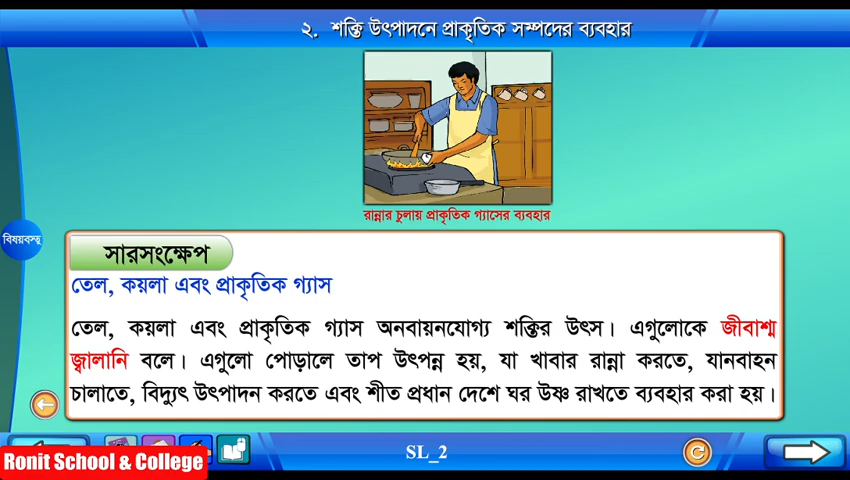 ২. শক্তি উৎপাদনে প্রাকৃতিক সম্পদের ব্যবহার
রান্নার চুলায় প্রাকৃতিক গ্যাসের ব্যবহার
বিষয়বস্তু
সারসংক্ষেপ
তেল, কয়লা এবং প্রাকৃতিক গ্যাস
তেল, কয়লা এবং প্রাকৃতিক গ্যাস অনবায়নযোগ্য শক্তির উৎস। এগুলোকে জীবাশ্ম
জ্বালানি বলে। এগুলো পোড়ালে তাপ উৎপন্ন হয়, যা খাবার রান্না করতে, যানবাহন
চালাতে, বিদ্যুৎ উৎপাদন করতে এবং শীত প্রধান দেশে ঘর উষ্ণ রাখতে ব্যবহার করা হয়।
SL_2
Ronit School & College